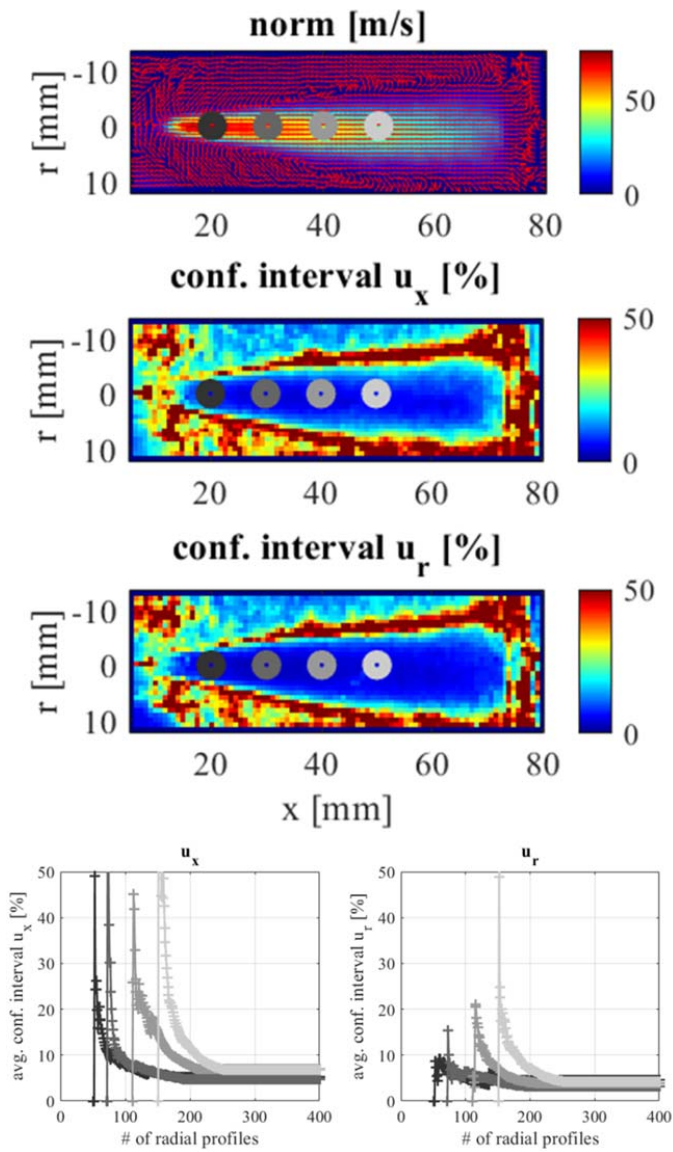 norm [m/s]
r [mm]
-10
0
10
20 40 60 80
50
0
conf. interval u_x [%]
r [mm]
-10
0
10
20 40 60 80
50
0
conf. interval u_r [%]
r [mm]
-10
0
10
20 40 60 80
50
0
x [mm]
u_x
avg. conf. interval u_x [%]
50
40
30
20
10
0
0 100 200 300 400
# of radial profiles
u_r
avg. conf. interval u_r [%]
50
40
30
20
10
0
0 100 200 300 400
# of radial profiles